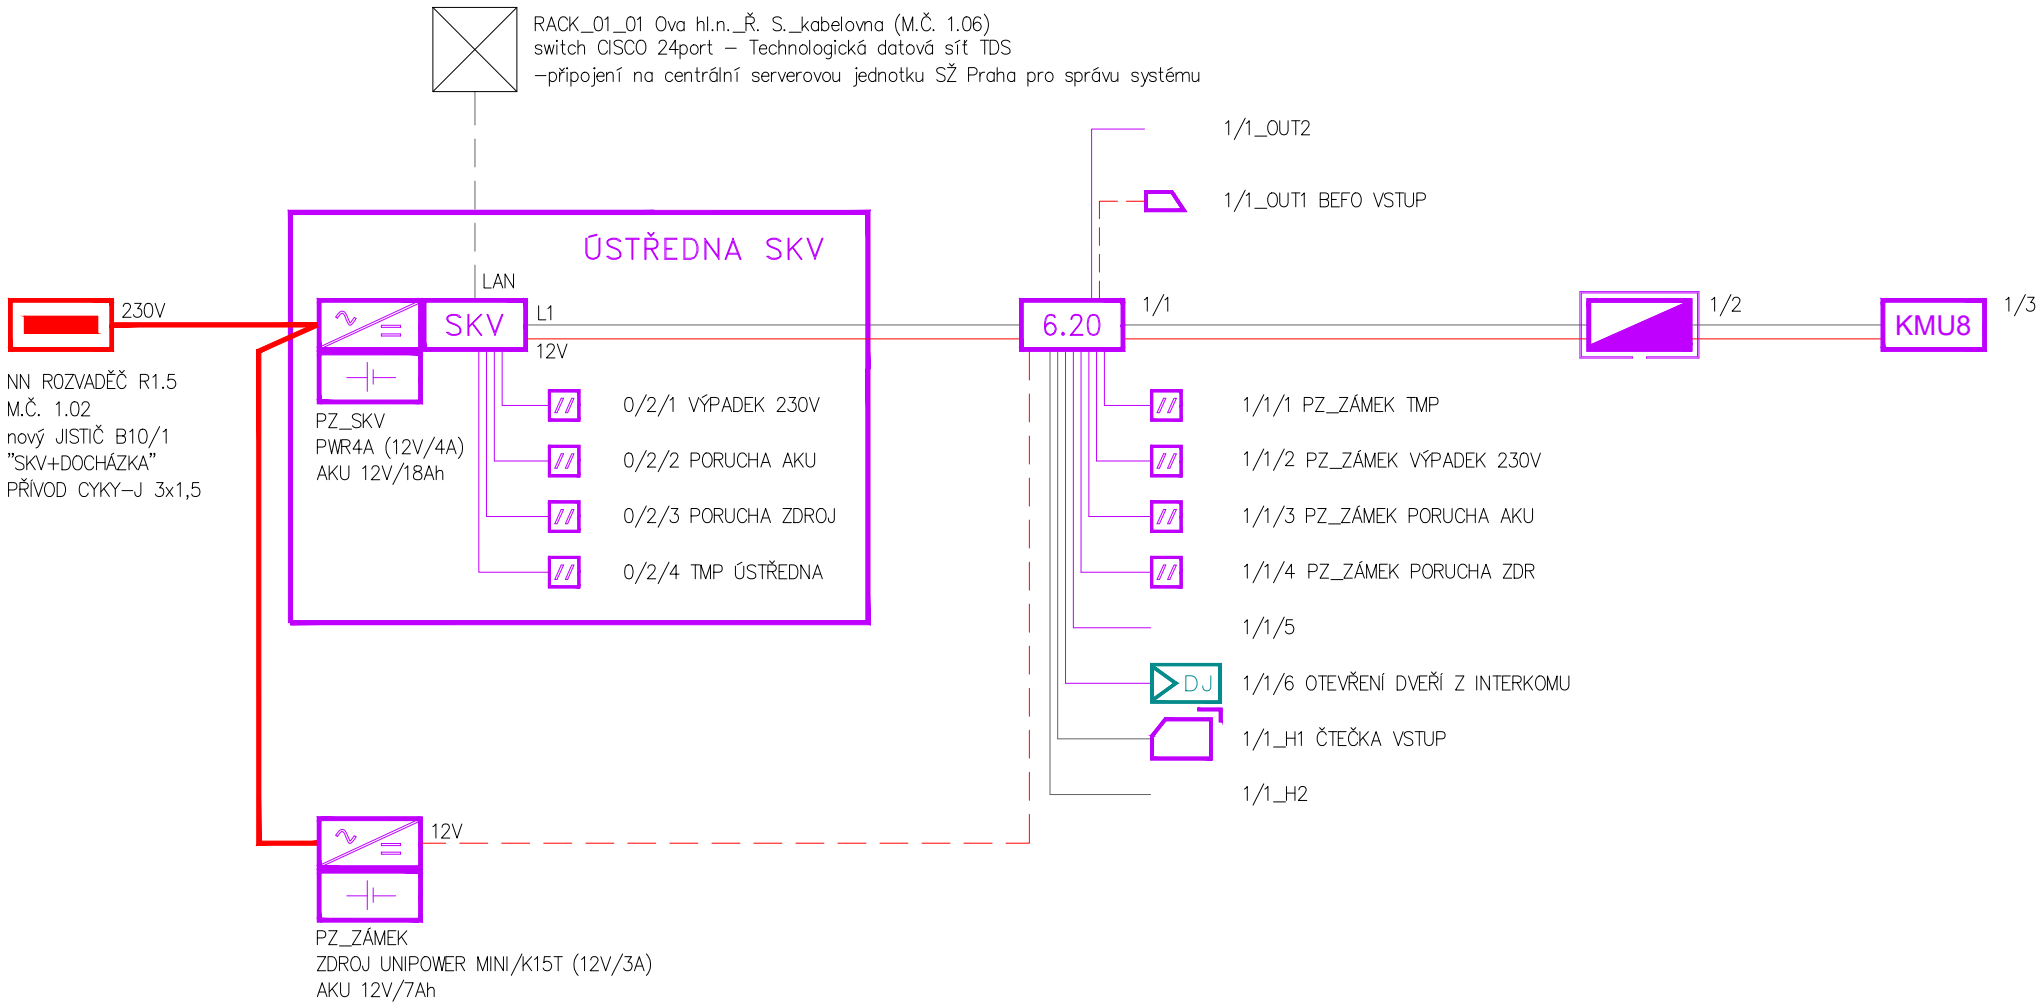 RACK_01_01 Ova hl.n._Ř. S._kabelovna (M.Č. 1.06)
switch CISCO 24port – Technologická datová síť TDS
–připojení na centrální serverovou jednotku SŽ Praha pro správu systému
1/1_OUT2
1/1_OUT1 BEFO VSTUP
ÚSTŘEDNA SKV
LAN
230V
SKV
L1
12V
6.20
1/1
1/2
KMU8
1/3
NN ROZVADĚČ R1.5
M.Č. 1.02
nový JISTIČ B10/1
"SKV+DOCHÁZKA"
PŘÍVOD CYKY–J 3x1,5
PZ_SKV
PWR4A (12V/4A)
AKU 12V/18Ah
0/2/1 VÝPADEK 230V
0/2/2 PORUCHA AKU
0/2/3 PORUCHA ZDROJ
0/2/4 TMP ÚSTŘEDNA
1/1/1 PZ_ZÁMEK TMP
1/1/2 PZ_ZÁMEK VÝPADEK 230V
1/1/3 PZ_ZÁMEK PORUCHA AKU
1/1/4 PZ_ZÁMEK PORUCHA ZDR
1/1/5
DJ
1/1/6 OTEVŘENÍ DVEŘÍ Z INTERKOMU
1/1_H1 ČTEČKA VSTUP
1/1_H2
12V
PZ_ZÁMEK
ZDROJ UNIPOWER MINI/K15T (12V/3A)
AKU 12V/7Ah